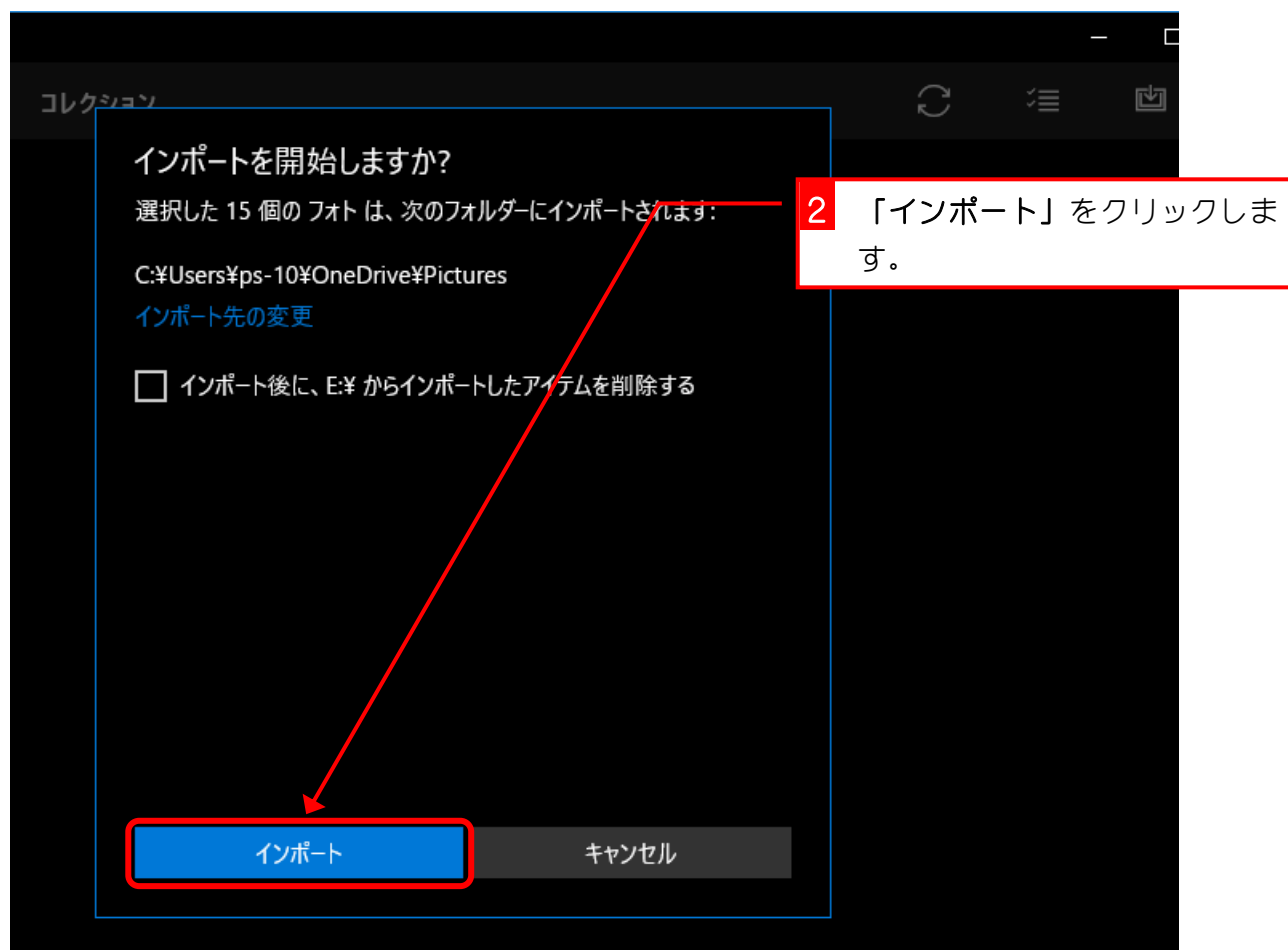 コレクション
インポートを開始しますか?
選択した 15 個の フォト は、次のフォルダーにインポートされます:
C:¥Users¥ps-10¥OneDrive¥Pictures
インポート先の変更
インポート後に、E:¥ からインポートしたアイテムを削除する
インポート
キャンセル
2 「インポート」をクリックしま
す。